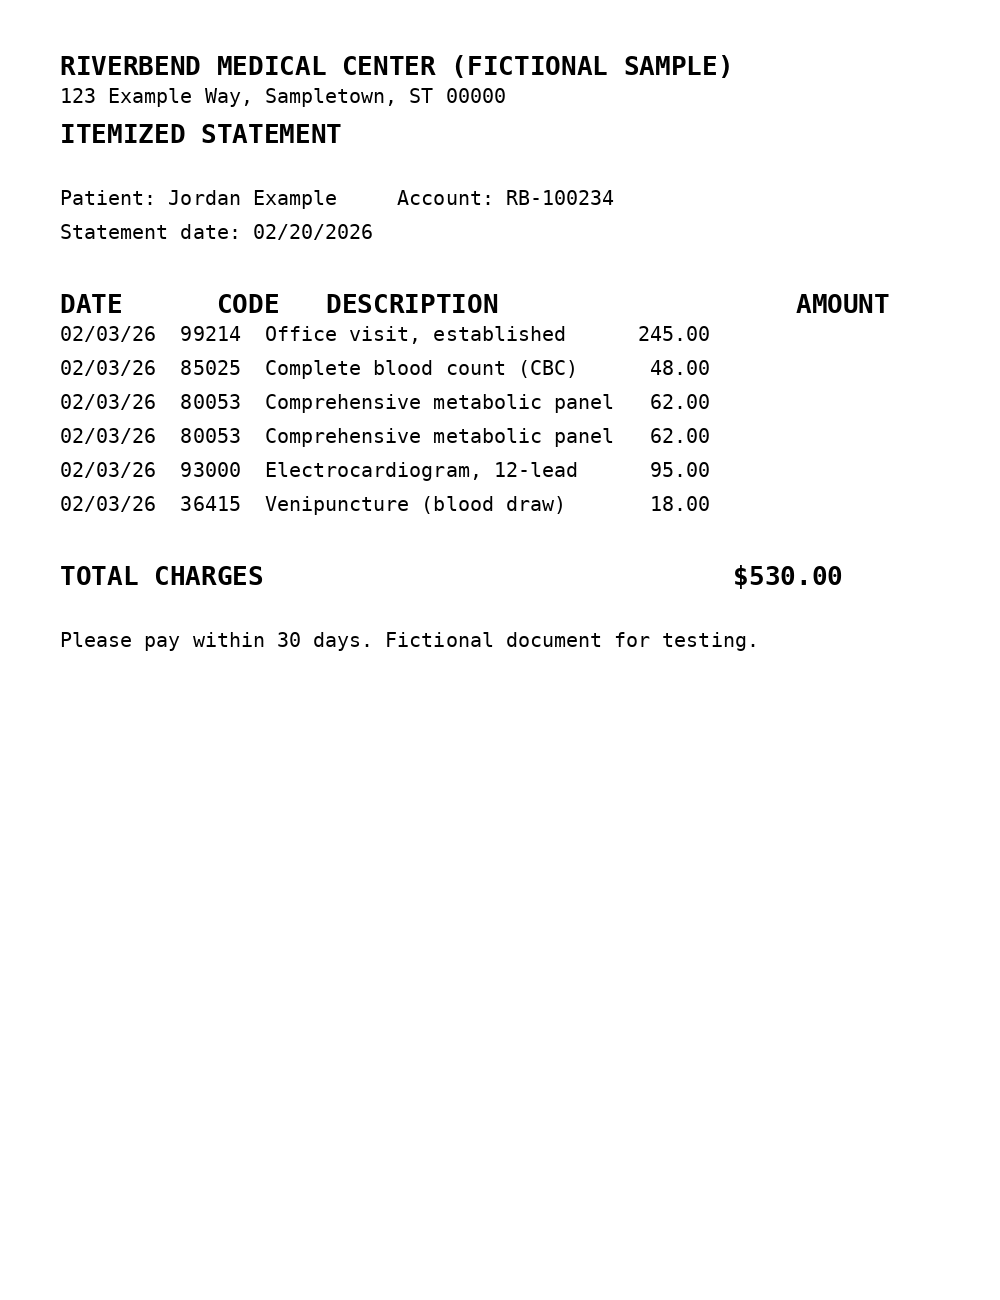 RIVERBEND MEDICAL CENTER (FICTIONAL SAMPLE)
123 Example Way, Sampletown, ST 00000
ITEMIZED STATEMENT
Patient: Jordan Example     Account: RB-100234
Statement date: 02/20/2026
DATE      CODE   DESCRIPTION                   AMOUNT
02/03/26  99214  Office visit, established      245.00
02/03/26  85025  Complete blood count (CBC)      48.00
02/03/26  80053  Comprehensive metabolic panel   62.00
02/03/26  80053  Comprehensive metabolic panel   62.00
02/03/26  93000  Electrocardiogram, 12-lead      95.00
02/03/26  36415  Venipuncture (blood draw)       18.00
TOTAL CHARGES                              $530.00
Please pay within 30 days. Fictional document for testing.